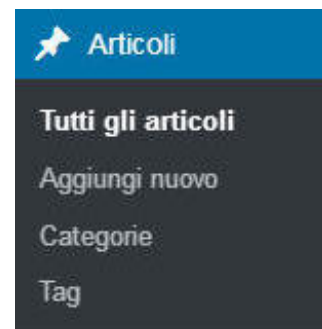 Articoli
Tutti gli articoli
Aggiungi nuovo
Categorie
Tag